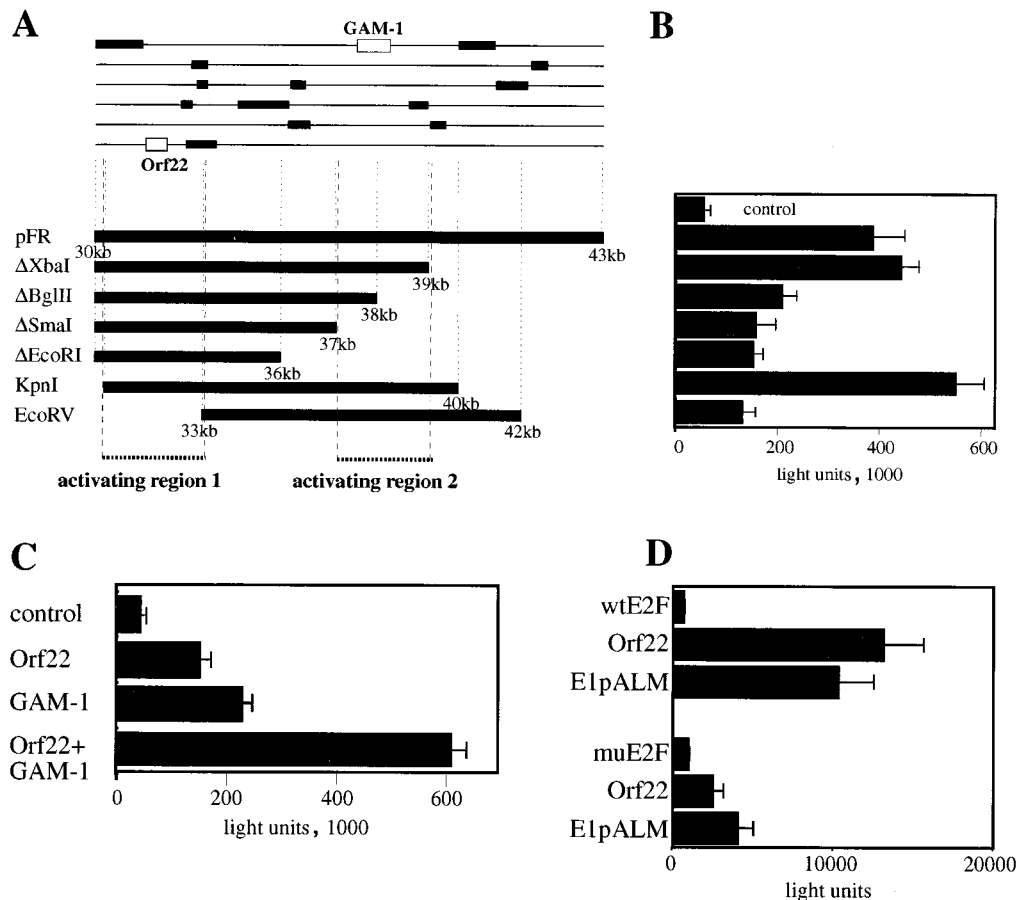 A
GAM-1
Orf22
pFR
30kb
43kb
ΔXbaI
39kb
ΔBglII
38kb
ΔSmaI
37kb
ΔEcoRI
36kb
KpnI
40kb
EcoRV
33kb
42kb
activating region 1
activating region 2
B
control
0
200
400
600
light units, 1000
C
control
Orf22
GAM-1
Orf22+
GAM-1
0
200
400
600
light units, 1000
D
wtE2F
Orf22
E1pALM
muE2F
Orf22
E1pALM
0
10000
20000
light units